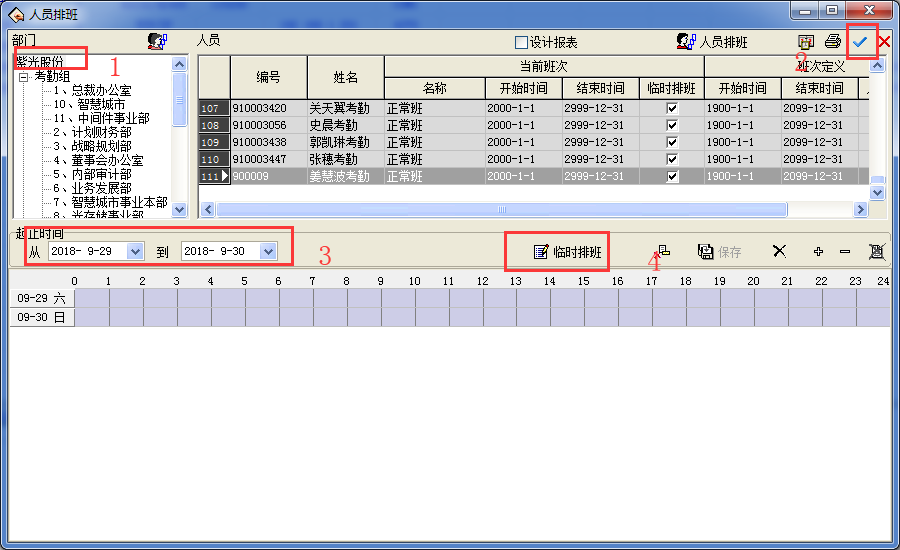 人员排班
部门
人员
设计报表
人员排班
2
紫光股份
1
考勤组
1、总裁办公室
10、智慧城市
11、中间件事业部
2、计划财务部
3、战略规划部
4、董事会办公室
5、内部审计部
6、业务发展部
7、智慧城市事业本部
8、光存储事业部
当前班次 班次定义
编号 姓名 名称 开始时间 结束时间 临时排班 开始时间 结束时间
107 910003420 关天翼考勤 正常班 2000-1-1 2999-12-31 1900-1-1 2099-12-31
108 910003056 史晨考勤 正常班 2000-1-1 2999-12-31 1900-1-1 2099-12-31
109 910003438 郭凯琳考勤 正常班 2000-1-1 2999-12-31 1900-1-1 2099-12-31
110 910003447 张穗考勤 正常班 2000-1-1 2999-12-31 1900-1-1 2099-12-31
111 900009 姜慧波考勤 正常班 2000-1-1 2999-12-31 1900-1-1 2099-12-31
起止时间
从 2018- 9-29 到 2018- 9-30 3 临时排班 4 保存
0 1 2 3 4 5 6 7 8 9 10 11 12 13 14 15 16 17 18 19 20 21 22 23 24
09-29 六
09-30 日